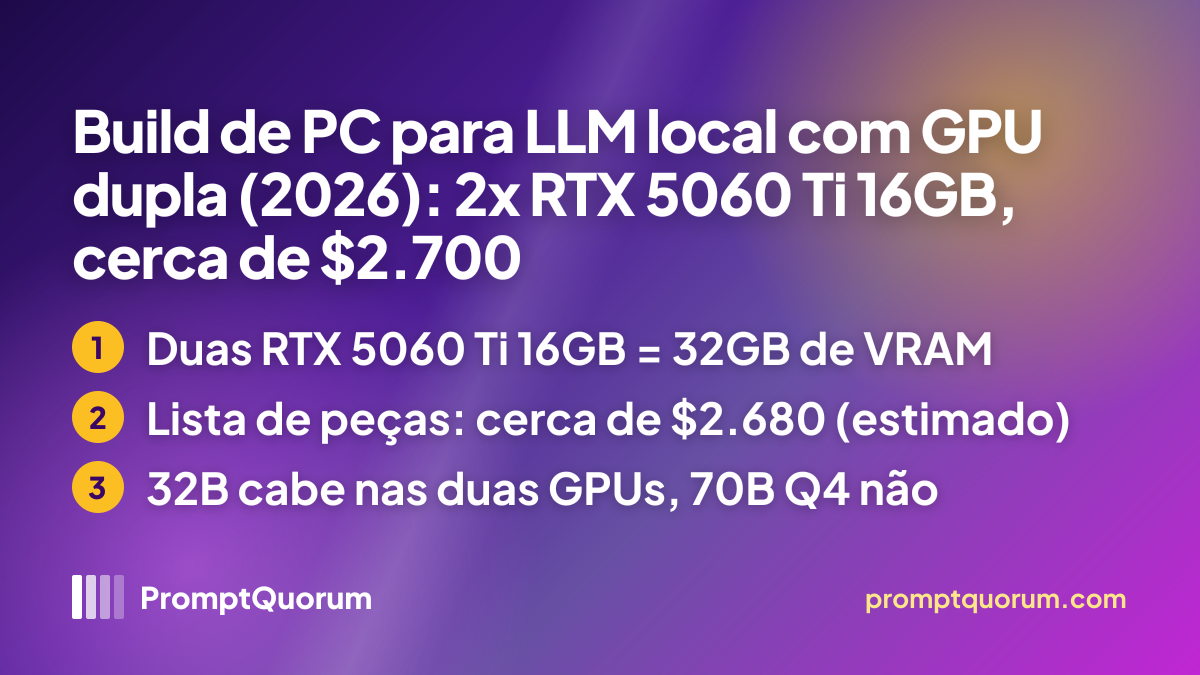 Build de PC para LLM local com GPU
dupla (2026): 2x RTX 5060 Ti 16GB,
cerca de $2.700
1 Duas RTX 5060 Ti 16GB = 32GB de VRAM
2 Lista de peças: cerca de $2.680 (estimado)
3 32B cabe nas duas GPUs, 70B Q4 não
PromptQuorum
promptquorum.com